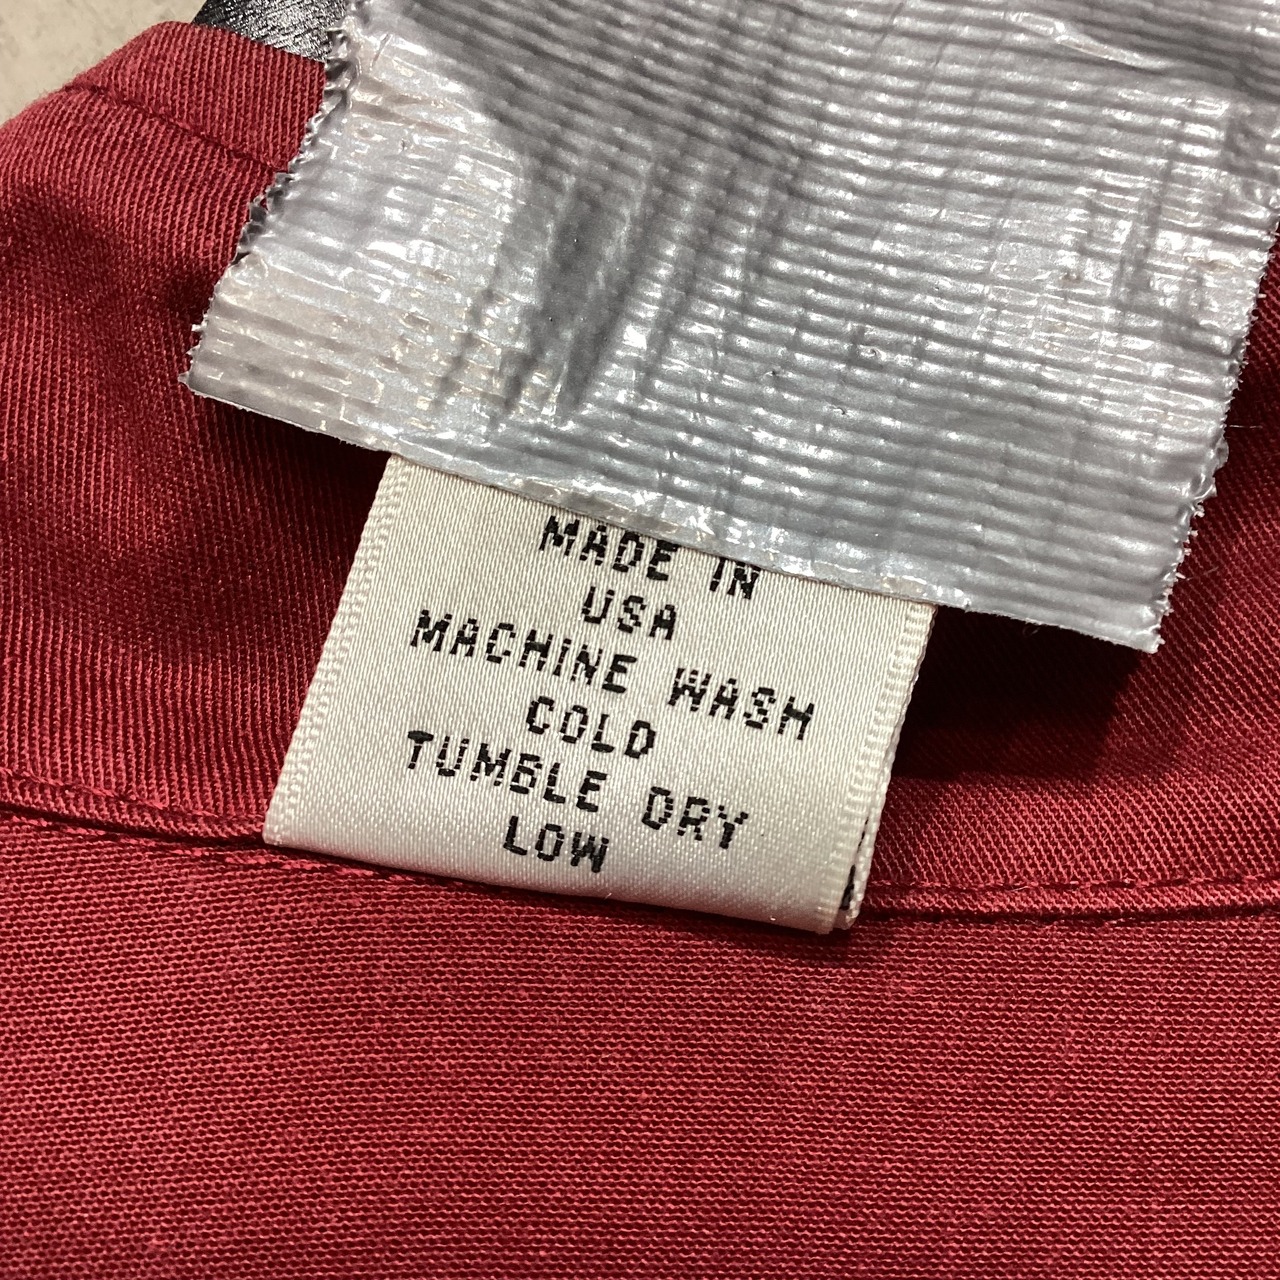 MADE IN
USA
MACHINE WASH
COLD
TUMBLE DRY
LOW